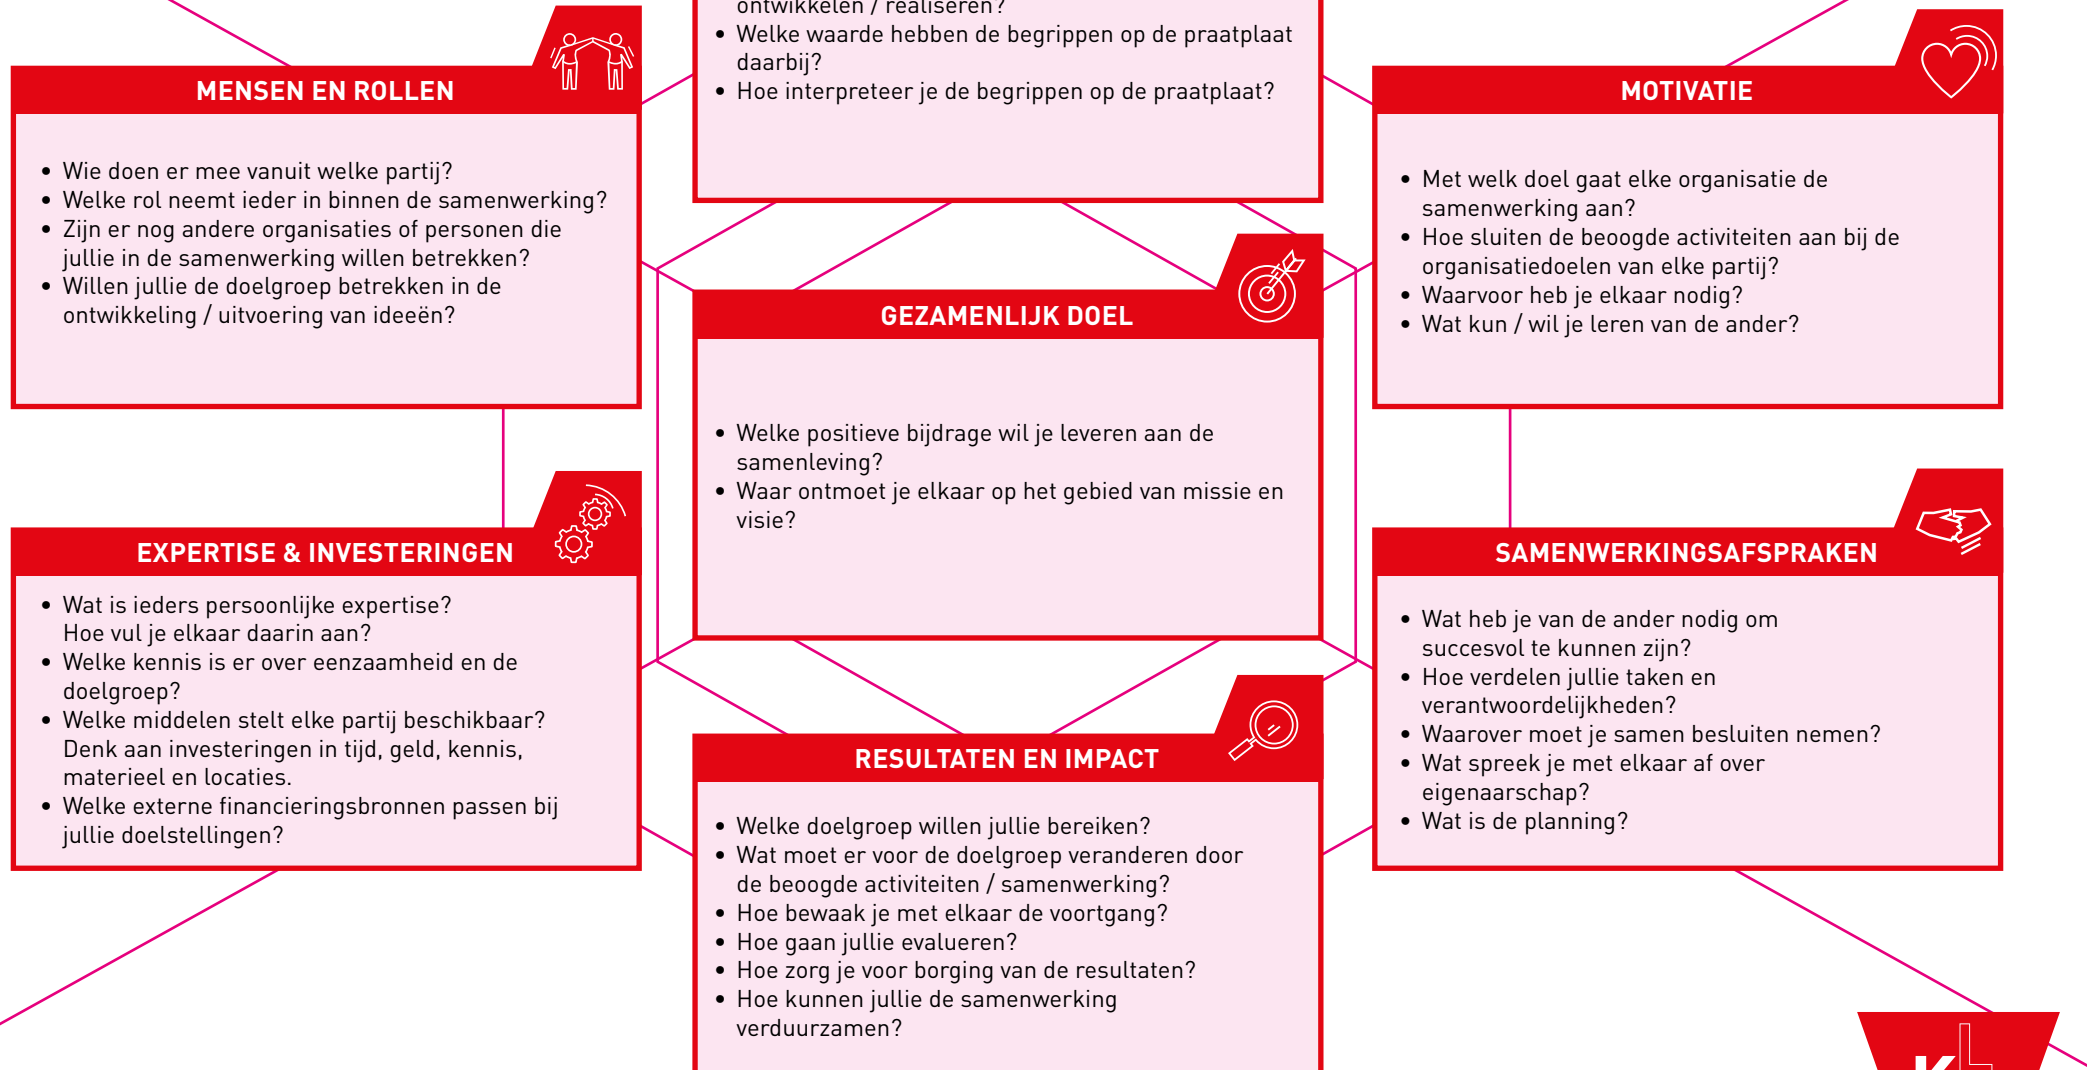 ontwikkelen / realiseren?
• Welke waarde hebben de begrippen op de praatplaat
daarbij?
• Hoe interpreteer je de begrippen op de praatplaat?
MENSEN EN ROLLEN
• Wie doen er mee vanuit welke partij?
• Welke rol neemt ieder in binnen de samenwerking?
• Zijn er nog andere organisaties of personen die
jullie in de samenwerking willen betrekken?
• Willen jullie de doelgroep betrekken in de
ontwikkeling / uitvoering van ideeën?
MOTIVATIE
• Met welk doel gaat elke organisatie de
samenwerking aan?
• Hoe sluiten de beoogde activiteiten aan bij de
organisatiedoelen van elke partij?
• Waarvoor heb je elkaar nodig?
• Wat kun / wil je leren van de ander?
GEZAMENLIJK DOEL
• Welke positieve bijdrage wil je leveren aan de
samenleving?
• Waar ontmoet je elkaar op het gebied van missie en
visie?
EXPERTISE & INVESTERINGEN
• Wat is ieders persoonlijke expertise?
Hoe vul je elkaar daarin aan?
• Welke kennis is er over eenzaamheid en de
doelgroep?
• Welke middelen stelt elke partij beschikbaar?
Denk aan investeringen in tijd, geld, kennis,
materieel en locaties.
• Welke externe financieringsbronnen passen bij
jullie doelstellingen?
SAMENWERKINGSAFSPRAKEN
• Wat heb je van de ander nodig om
succesvol te kunnen zijn?
• Hoe verdelen jullie taken en
verantwoordelijkheden?
• Waarover moet je samen besluiten nemen?
• Wat spreek je met elkaar af over
eigenaarschap?
• Wat is de planning?
RESULTATEN EN IMPACT
• Welke doelgroep willen jullie bereiken?
• Wat moet er voor de doelgroep veranderen door
de beoogde activiteiten / samenwerking?
• Hoe bewaak je met elkaar de voortgang?
• Hoe gaan jullie evalueren?
• Hoe zorg je voor borging van de resultaten?
• Hoe kunnen jullie de samenwerking
verduurzamen?
KL